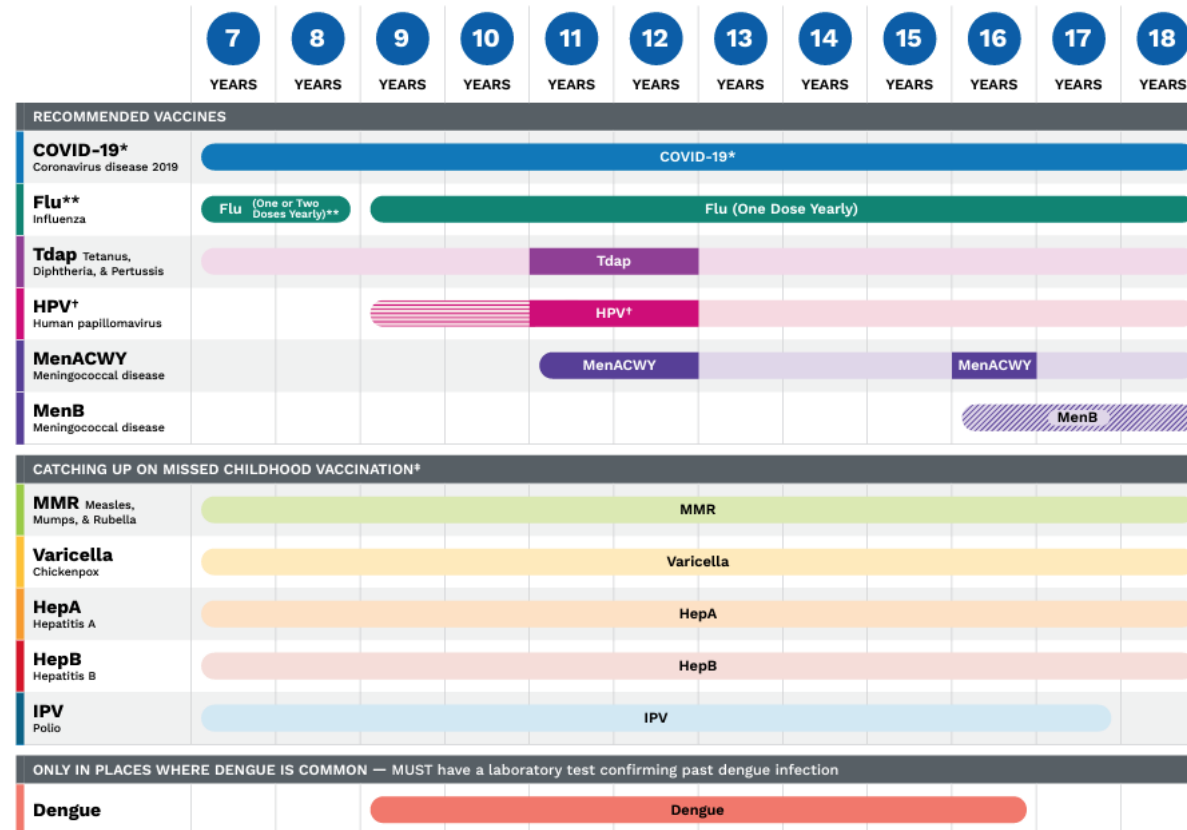 7 8 9 10 11 12 13 14 15 16 17 18
YEARS YEARS YEARS YEARS YEARS YEARS YEARS YEARS YEARS YEARS YEARS YEARS
RECOMMENDED VACCINES
COVID-19*
Coronavirus disease 2019
COVID-19*
Flu**
Influenza
Flu (One or Two
Doses Yearly)**
Flu (One Dose Yearly)
Tdap Tetanus,
Diphtheria, & Pertussis
Tdap
HPV†
Human papillomavirus
HPV†
MenACWY
Meningococcal disease
MenACWY
MenACWY
MenB
Meningococcal disease
MenB
CATCHING UP ON MISSED CHILDHOOD VACCINATION‡
MMR Measles,
Mumps, & Rubella
MMR
Varicella
Chickenpox
Varicella
HepA
Hepatitis A
HepA
HepB
Hepatitis B
HepB
IPV
Polio
IPV
ONLY IN PLACES WHERE DENGUE IS COMMON — MUST have a laboratory test confirming past dengue infection
Dengue
Dengue